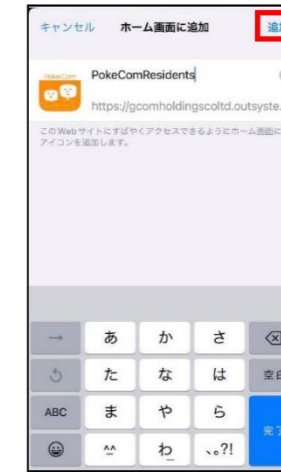 キャンセル ホーム画面に追加 追加
PokeCom
PokeComResidents
https://gcomholdingscoltd.outsyste
このWebサイトにすばやくアクセスできるようにホーム画面に
アイコンを追加します。
→ あ か さ
た な は 空白
ABC ま や ら 完了
^^ わ 、。?!